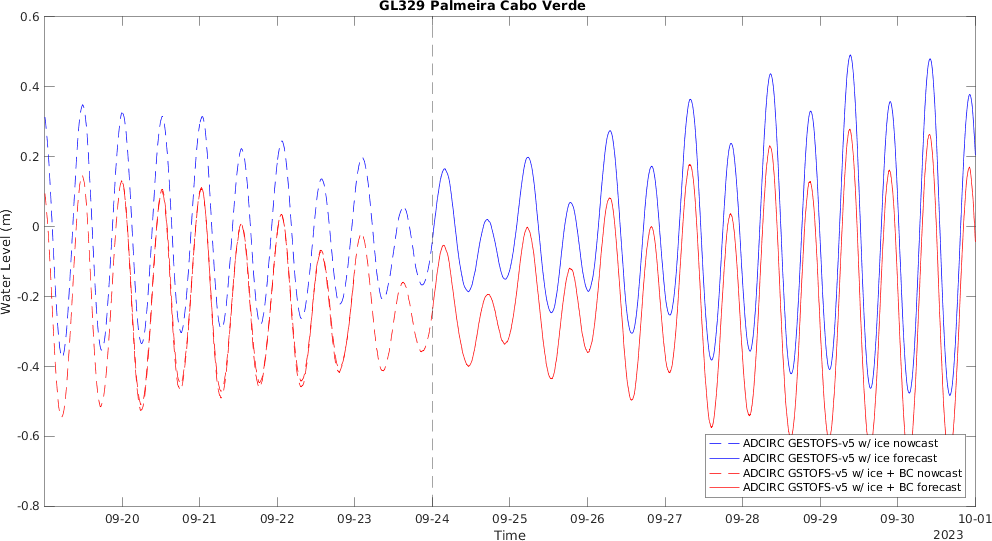 GL329 Palmeira Cabo Verde
0.6
0.4
0.2
0
-0.2
-0.4
-0.6
-0.8
Water Level (m)
ADCIRC GESTOFS-v5 w/ ice nowcast
ADCIRC GESTOFS-v5 w/ ice forecast
ADCIRC GSTOFS-v5 w/ ice + BC nowcast
ADCIRC GSTOFS-v5 w/ ice + BC forecast
09-20 09-21 09-22 09-23 09-24 09-25 09-26 09-27 09-28 09-29 09-30 10-01
Time
2023